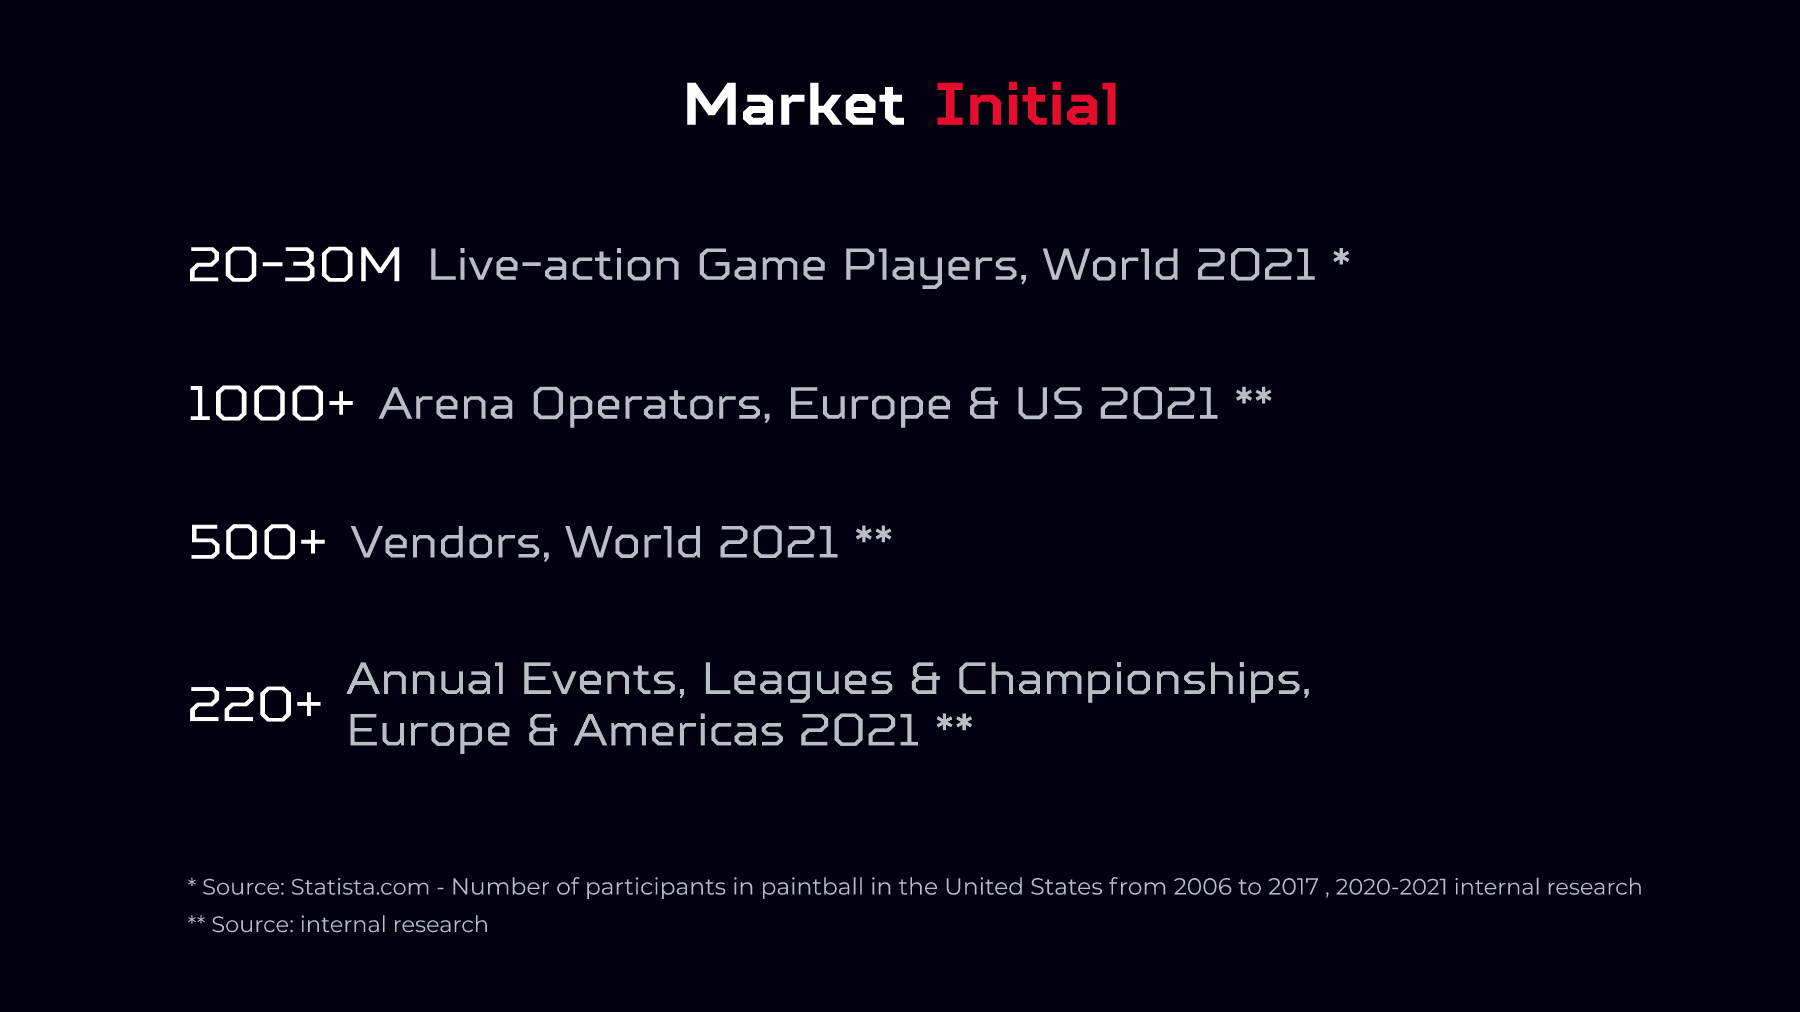 Market Initial
20-30M Live-action Game Players, World 2021 *
1000+ Arena Operators, Europe & US 2021 **
500+ Vendors, World 2021 **
220+ Annual Events, Leagues & Championships,
Europe & Americas 2021 **
* Source: Statista.com - Number of participants in paintball in the United States from 2006 to 2017 , 2020-2021 internal research
** Source: internal research